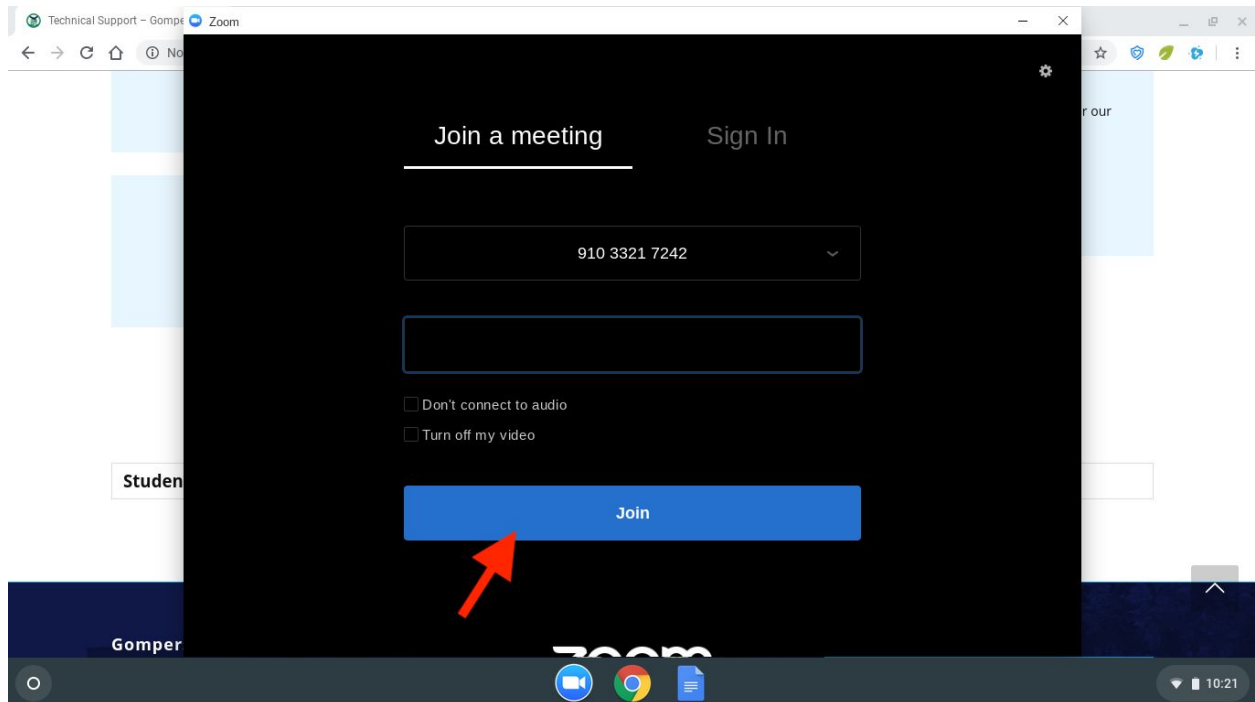 Technical Support – Gompe
Zoom
No
r our
Join a meeting
Sign In
910 3321 7242
Don't connect to audio
Turn off my video
Studen
Join
Gomper
zoom
10:21